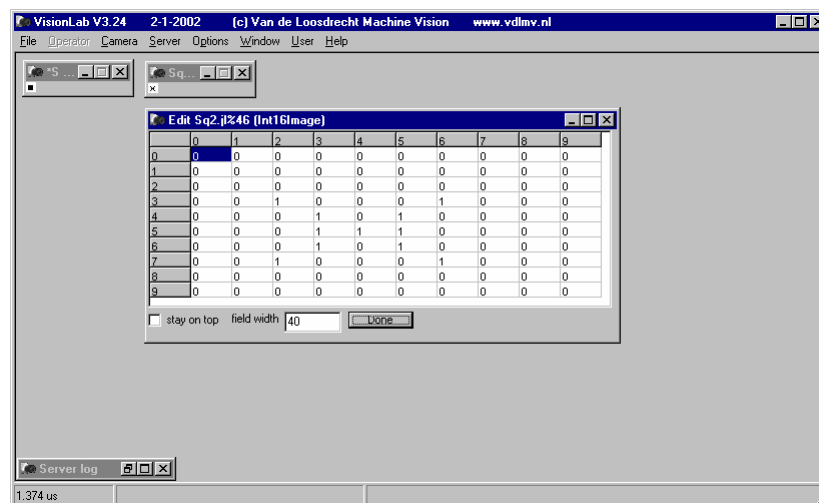 VisionLab V3.24 2-1-2002 (c) Van de Loosdrecht Machine Vision www.vdlmv.nl
File Operator Camera Server Options Window User Help
*S ...
Sq...
Edit Sq2.jl%46 (Int16Image)
0 1 2 3 4 5 6 7 8 9
0 0 0 0 0 0 0 0 0 0 0
1 0 0 0 0 0 0 0 0 0 0
2 0 0 0 0 0 0 0 0 0 0
3 0 0 1 0 0 0 1 0 0 0
4 0 0 0 1 0 1 0 0 0 0
5 0 0 0 1 1 1 0 0 0 0
6 0 0 0 1 0 1 0 0 0 0
7 0 0 1 0 0 0 1 0 0 0
8 0 0 0 0 0 0 0 0 0 0
9 0 0 0 0 0 0 0 0 0 0
stay on top field width 40 Done
Server log
1.374 us